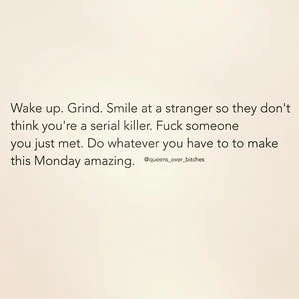 Wake up. Grind. Smile at a stranger so they don't
think you're a serial killer. Fuck someone
you just met. Do whatever you have to to make
this Monday amazing. @queens_over_bitches